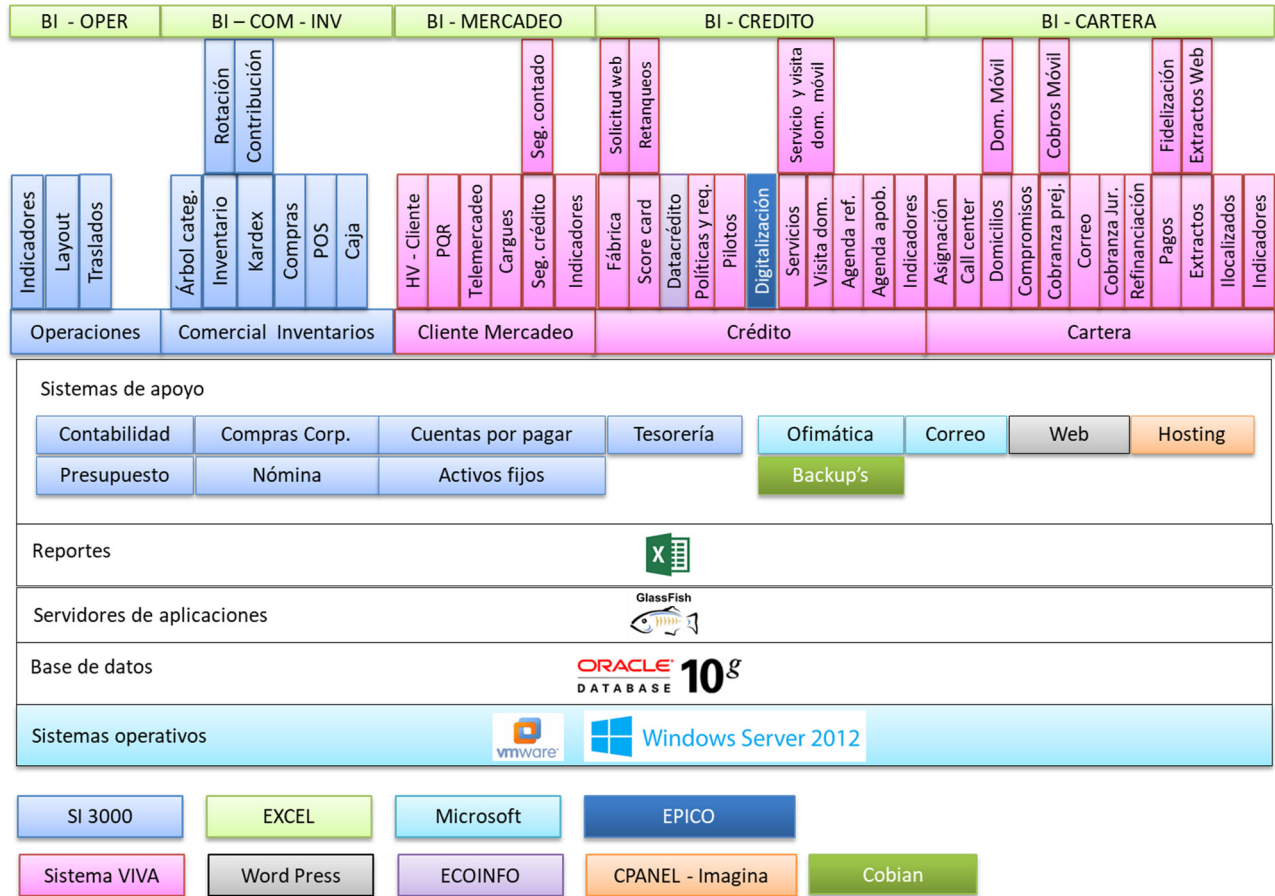 BI - OPER
BI – COM - INV
BI - MERCADEO
BI - CREDITO
BI - CARTERA
Rotación
Contribución
Seg. contado
Solicitud web
Retanqueos
Servicio y visita
dom. móvil
Dom. Móvil
Cobros Móvil
Fidelización
Extractos Web
Indicadores
Layout
Traslados
Árbol categ.
Inventario
Kardex
Compras
POS
Caja
HV - Cliente
PQR
Telemercadeo
Cargues
Seg. crédito
Indicadores
Fábrica
Score card
Datacrédito
Políticas y req.
Pilotos
Digitalización
Servicios
Visita dom.
Agenda ref.
Agenda apob.
Indicadores
Asignación
Call center
Domicilios
Compromisos
Cobranza prej.
Correo
Cobranza Jur.
Refinanciación
Pagos
Extractos
Ilocalizados
Indicadores
Operaciones
Comercial Inventarios
Cliente Mercadeo
Crédito
Cartera
Sistemas de apoyo
Contabilidad
Compras Corp.
Cuentas por pagar
Tesorería
Ofimática
Correo
Web
Hosting
Presupuesto
Nómina
Activos fijos
Backup's
Reportes
X
Servidores de aplicaciones
GlassFish
Base de datos
ORACLE
DATABASE 10g
Sistemas operativos
vmware
Windows Server 2012
SI 3000
EXCEL
Microsoft
EPICO
Sistema VIVA
Word Press
ECOINFO
CPANEL - Imagina
Cobian